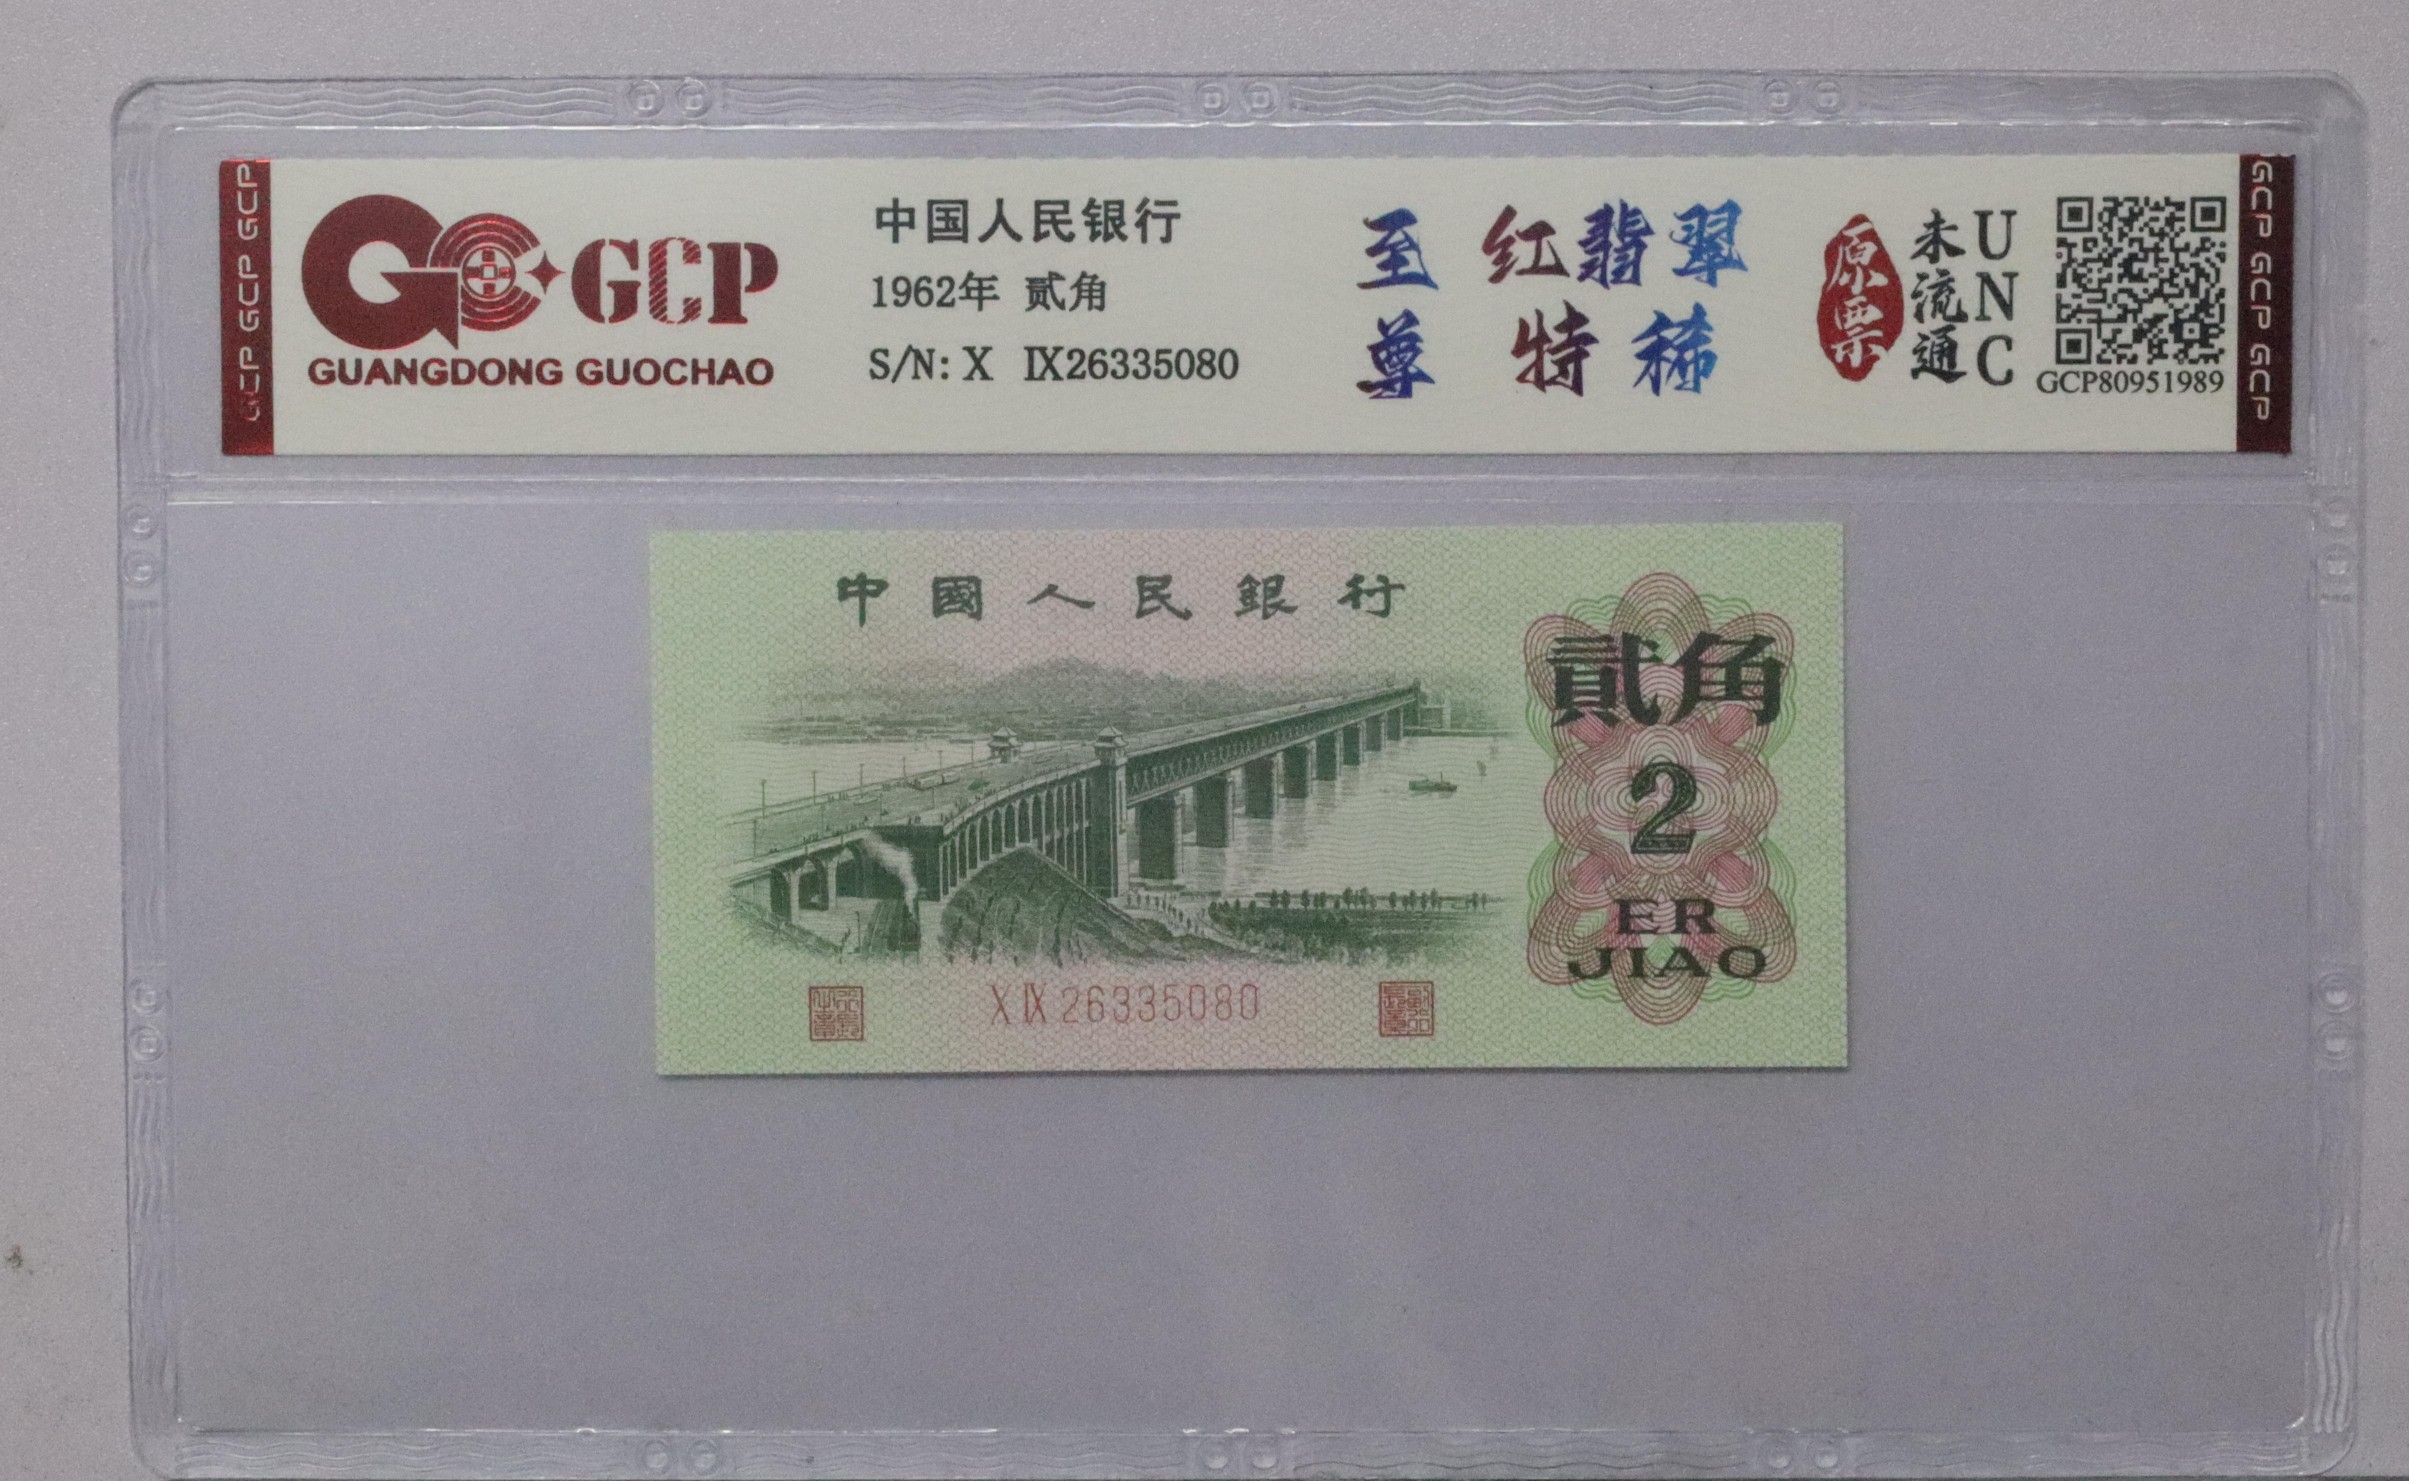 GCP GCP GCP
GCP
GUANGDONG GUOCHAO
中国人民银行
1962年 贰角
S/N: X IX26335080
至尊
红翡翠
特稀
原票
未流通
UNC
GCP80951989
GCP GCP GCP
中國人民銀行
貳角
2
ER
JIAO
X IX 26335080